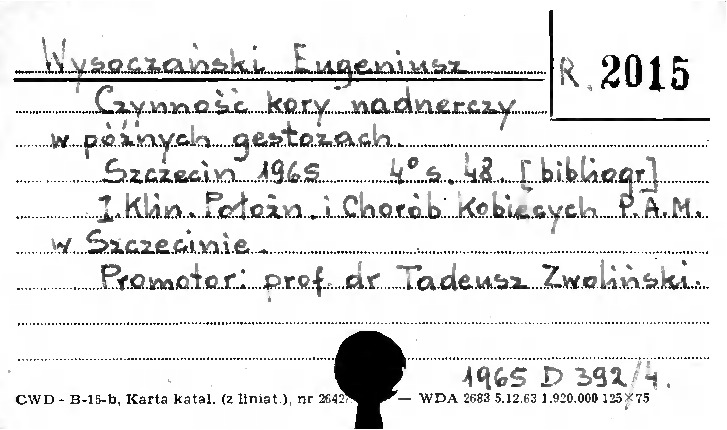 Wysoczański Eugeniusz
R. 2015
Czynność kory nadnerczy
w późnych gestozach.
Szczecin 1965 4° s. 48. [bibliogr]
I. Klin. Położn. i Chorób Kobiecych P.A.M.
w Szczecinie.
Promotor: prof. dr Tadeusz Zwoliński.
1965 D 392/4.
CWD - B-16-b, Karta katal. (z liniat.), nr 2642 — WDA 2683 5.12.63 1.920.000 125×75